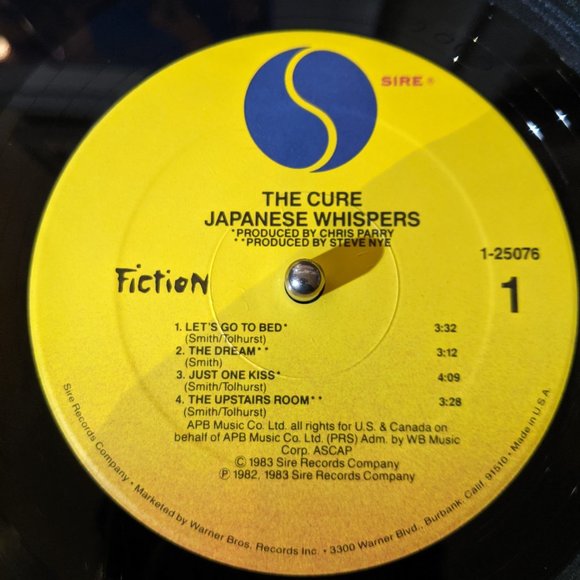 SIRE ®
THE CURE
JAPANESE WHISPERS
*PRODUCED BY CHRIS PARRY
**PRODUCED BY STEVE NYE
1-25076
Fiction
1
1. LET'S GO TO BED* 3:32
(Smith/Tolhurst)
2. THE DREAM** 3:12
(Smith)
3. JUST ONE KISS* 4:09
(Smith/Tolhurst)
4. THE UPSTAIRS ROOM** 3:28
(Smith/Tolhurst)
APB Music Co. Ltd. all rights for U.S. & Canada on
behalf of APB Music Co. Ltd. (PRS) Adm. by WB Music
Corp. ASCAP
© 1983 Sire Records Company
℗ 1982, 1983 Sire Records Company
Sire Records Company • Marketed by Warner Bros. Records Inc. • 3300 Warner Blvd., Burbank, Calif. 91510 • Made in U.S.A.